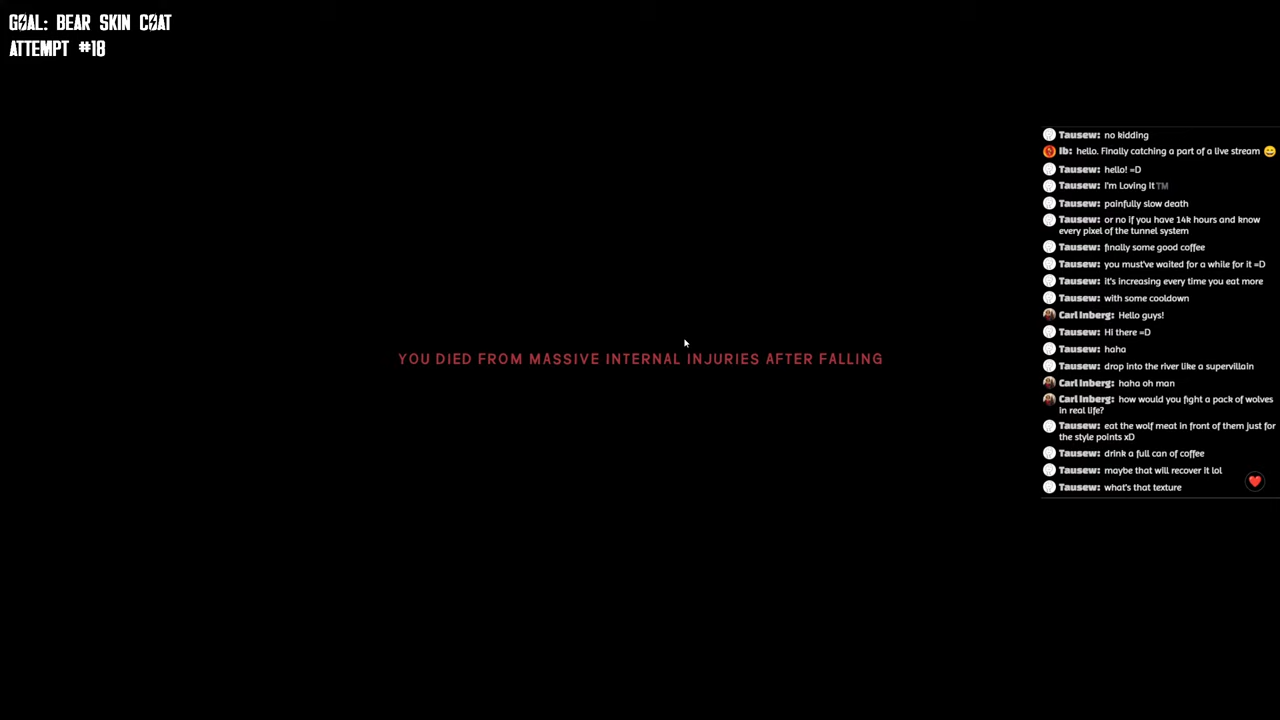 GOAL: BEAR SKIN COAT
ATTEMPT #18
Tausew: no kidding
Ib: hello. Finally catching a part of a live stream 😄
Tausew: hello! =D
Tausew: I'm Loving It™
Tausew: painfully slow death
Tausew: or no if you have 14k hours and know
every pixel of the tunnel system
Tausew: finally some good coffee
Tausew: you must've waited for a while for it =D
Tausew: it's increasing every time you eat more
Tausew: with some cooldown
Carl Inberg: Hello guys!
Tausew: Hi there =D
Tausew: haha
YOU DIED FROM MASSIVE INTERNAL INJURIES AFTER FALLING
Tausew: drop into the river like a supervillain
Carl Inberg: haha oh man
Carl Inberg: how would you fight a pack of wolves
in real life?
Tausew: eat the wolf meat in front of them just for
the style points xD
Tausew: drink a full can of coffee
Tausew: maybe that will recover it lol
Tausew: what's that texture